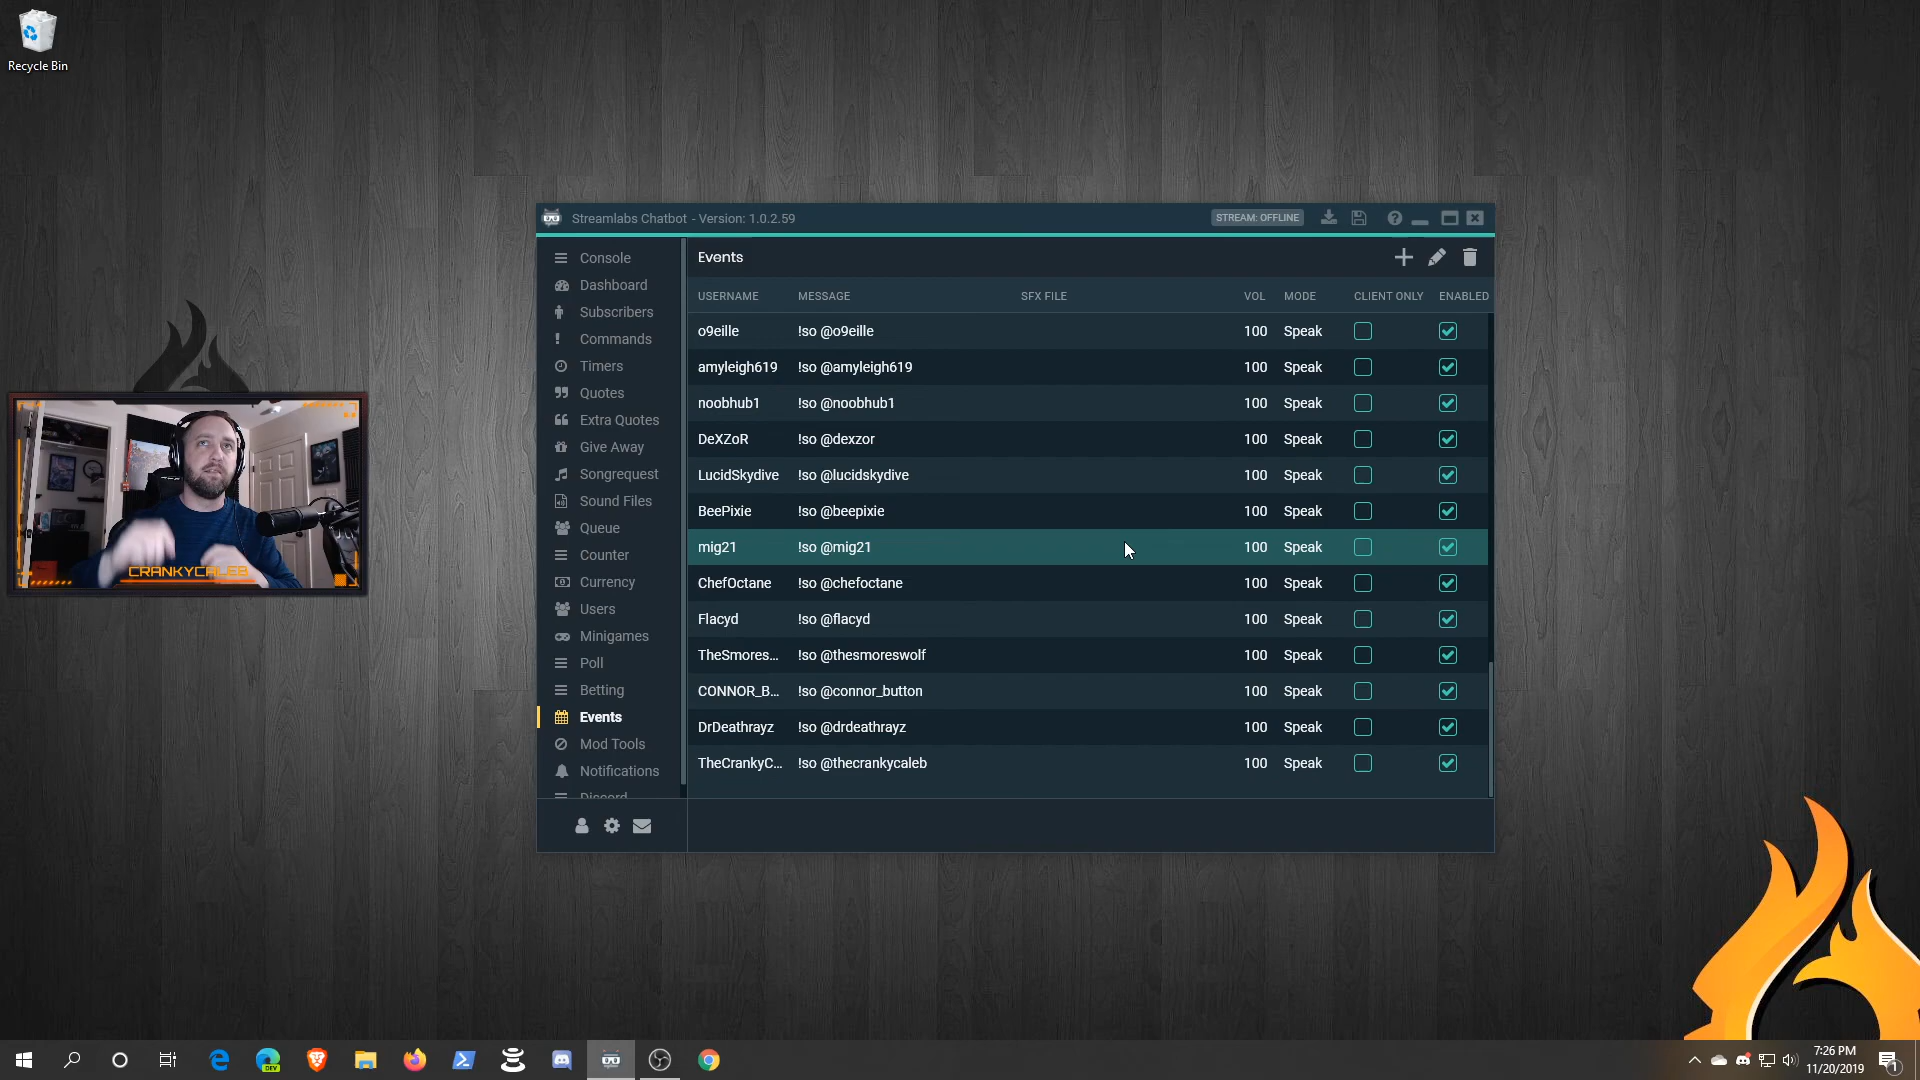 Recycle Bin
Streamlabs Chatbot - Version: 1.0.2.59
STREAM: OFFLINE
Console
Dashboard
Subscribers
Commands
Timers
Quotes
Extra Quotes
Give Away
Songrequest
Sound Files
Queue
Counter
Currency
Users
Minigames
Poll
Betting
Events
Mod Tools
Notifications
Discord
Events
USERNAME MESSAGE SFX FILE VOL MODE CLIENT ONLY ENABLED
o9eille !so @o9eille 100 Speak
amyleigh619 !so @amyleigh619 100 Speak
noobhub1 !so @noobhub1 100 Speak
DeXZoR !so @dexzor 100 Speak
LucidSkydive !so @lucidskydive 100 Speak
BeePixie !so @beepixie 100 Speak
mig21 !so @mig21 100 Speak
ChefOctane !so @chefoctane 100 Speak
Flacyd !so @flacyd 100 Speak
TheSmores... !so @thesmoreswolf 100 Speak
CONNOR_B... !so @connor_button 100 Speak
DrDeathrayz !so @drdeathrayz 100 Speak
TheCrankyC... !so @thecrankycaleb 100 Speak
CRANKYCALEB
DEV
7:26 PM
11/20/2019
1